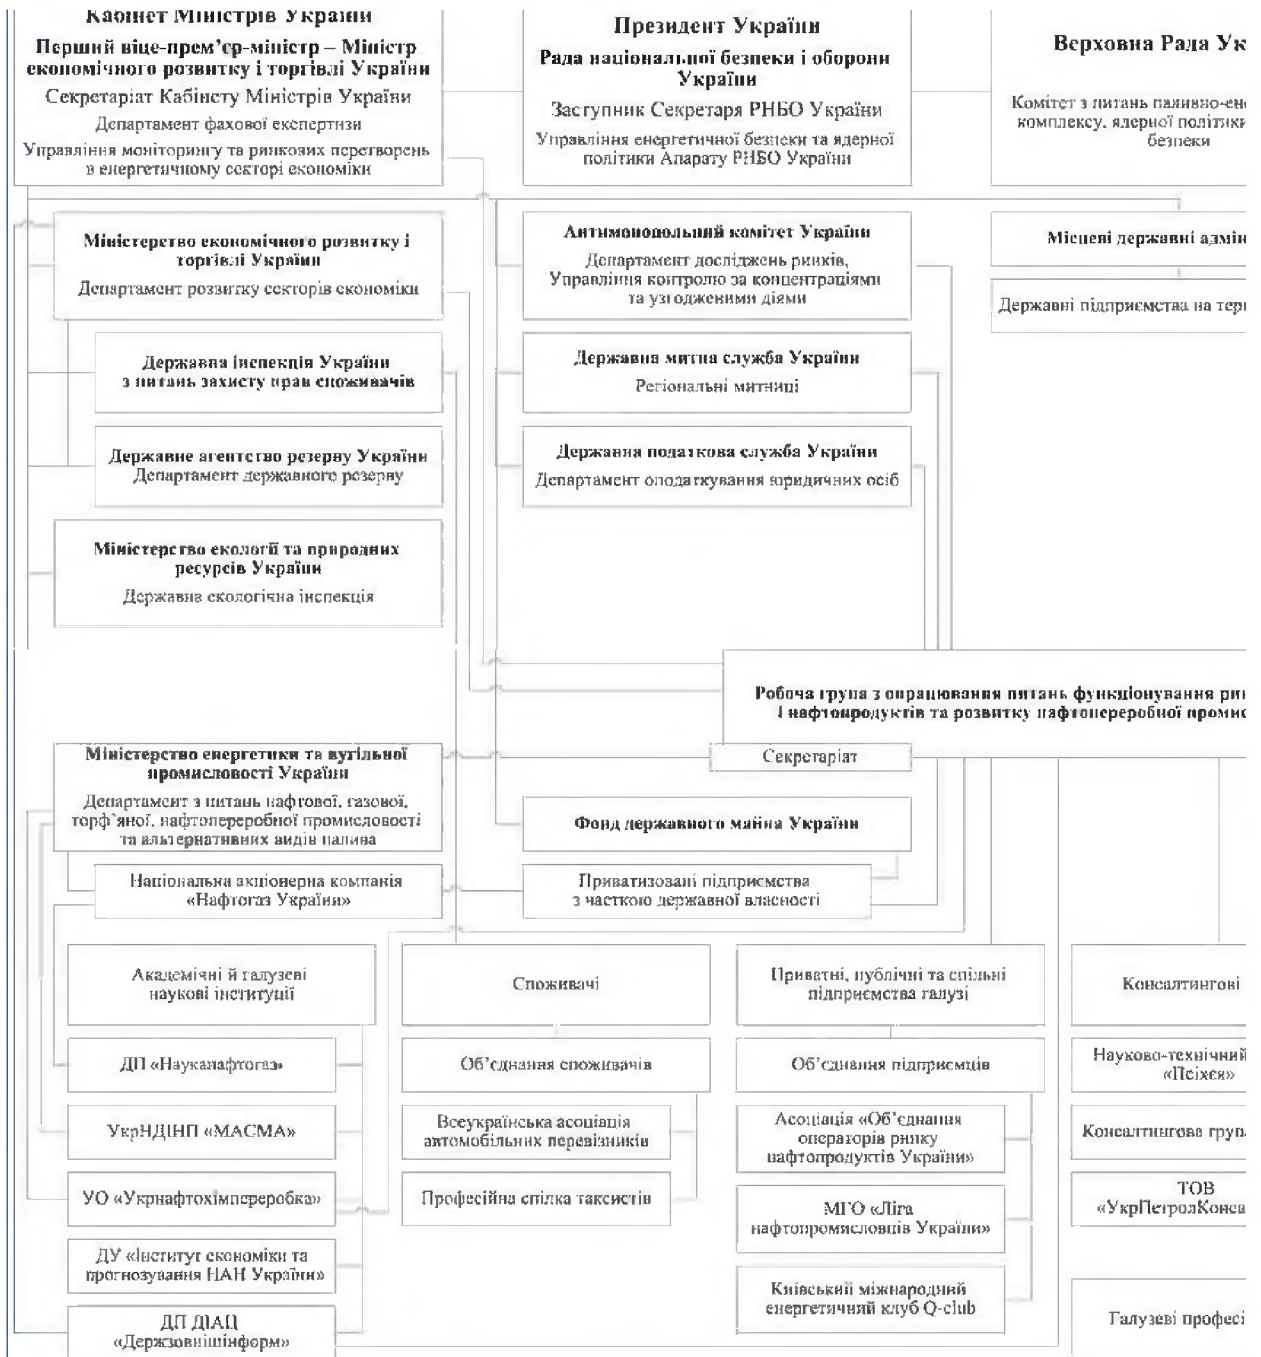 Кабінет Міністрів України
Перший віце-прем’єр-міністр – Міністр
економічного розвитку і торгівлі України
Секретаріат Кабінету Міністрів України
Департамент фахової експертизи
Управління моніторингу та ринкових перетворень
в енергетичному секторі економіки
Президент України
Рада національної безпеки і оборони
України
Заступник Секретаря РНБО України
Управління енергетичної безпеки та ядерної
політики Апарату РНБО України
Верховна Рада Ук
Комітет з питань паливно-ен
комплексу, ядерної політики
безпеки
Міністерство економічного розвитку і
торгівлі України
Департамент розвитку секторів економіки
Антимонопольний комітет України
Департамент досліджень ринків,
Управління контролю за концентраціями
та узгодженими діями
Місцеві державні адмін
Державні підприємства на тер
Державна інспекція України
з питань захисту прав споживачів
Державна митна служба України
Регіональні митниці
Державне агентство резерву України
Департамент державного резерву
Державна податкова служба України
Департамент оподаткування юридичних осіб
Міністерство екології та природних
ресурсів України
Державна екологічна інспекція
Робоча група з опрацювання питань функціонування рин
і нафтопродуктів та розвитку нафтопереробної промис
Секретаріат
Міністерство енергетики та вугільної
промисловості України
Департамент з питань нафтової, газової,
торф’яної, нафтопереробної промисловості
та альтернативних видів палива
Фонд державного майна України
Національна акціонерна компанія
«Нафтогаз України»
Приватизовані підприємства
з часткою державної власності
Академічні й галузеві
наукові інституції
Споживачі
Приватні, публічні та спільні
підприємства галузі
Консалтингові
ДП «Науканафтогаз»
Об’єднання споживачів
Об’єднання підприємців
Науково-технічний
«Псіхея»
УкрНДІНП «МАСМА»
Всеукраїнська асоціація
автомобільних перевізників
Асоціація «Об’єднання
операторів ринку
нафтопродуктів України»
Консалтингова груп
УО «Укрнафтохімпереробка»
Професійна спілка таксистів
МГО «Ліга
нафтопромисловців України»
ТОВ
«УкрПетролКонса
ДУ «Інститут економіки та
прогнозування НАН України»
Київський міжнародний
енергетичний клуб Q-club
ДП ДІАЦ
«Держзовнішінформ»
Галузеві професі